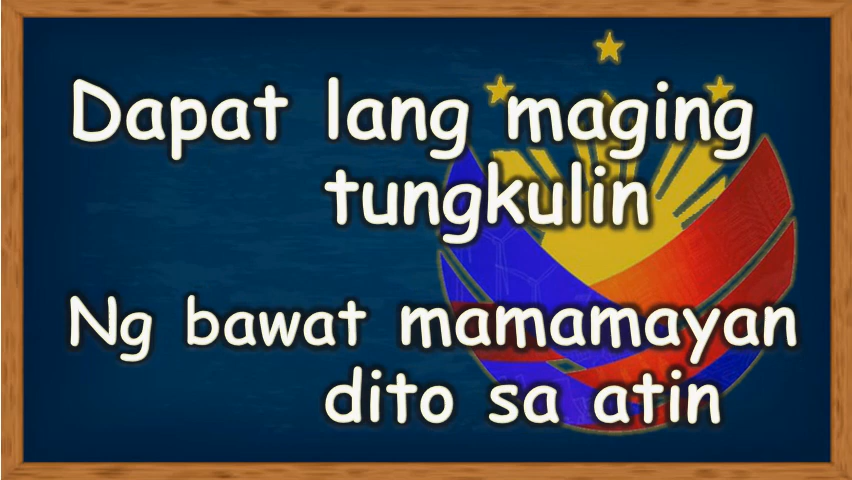 Dapat lang maging
tungkulin
Ng bawat mamamayan
dito sa atin